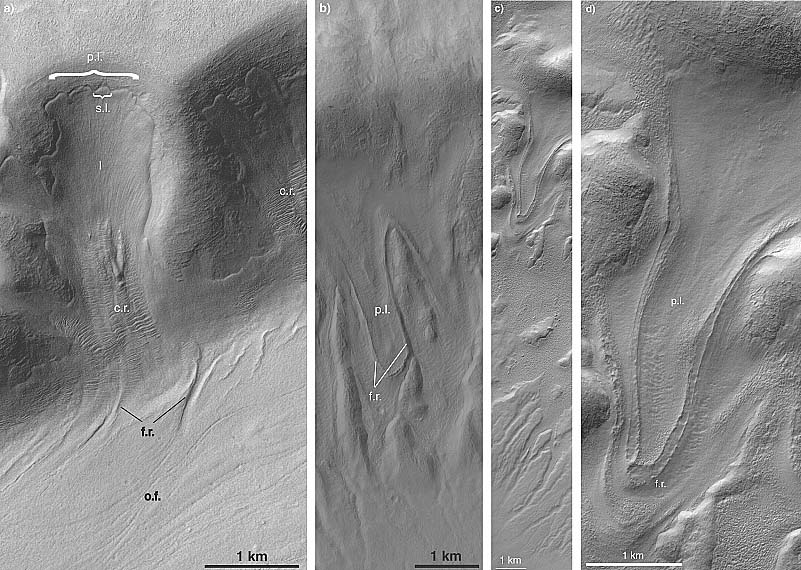 a)
p.l.
s.l.
l
c.r.
c.r.
f.r.
o.f.
1 km
b)
p.l.
f.r.
1 km
c)
1 km
d)
p.l.
f.r.
1 km